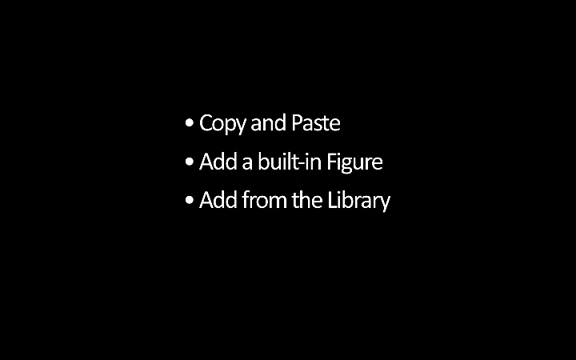 • Copy and Paste
• Add a built-in Figure
• Add from the Library